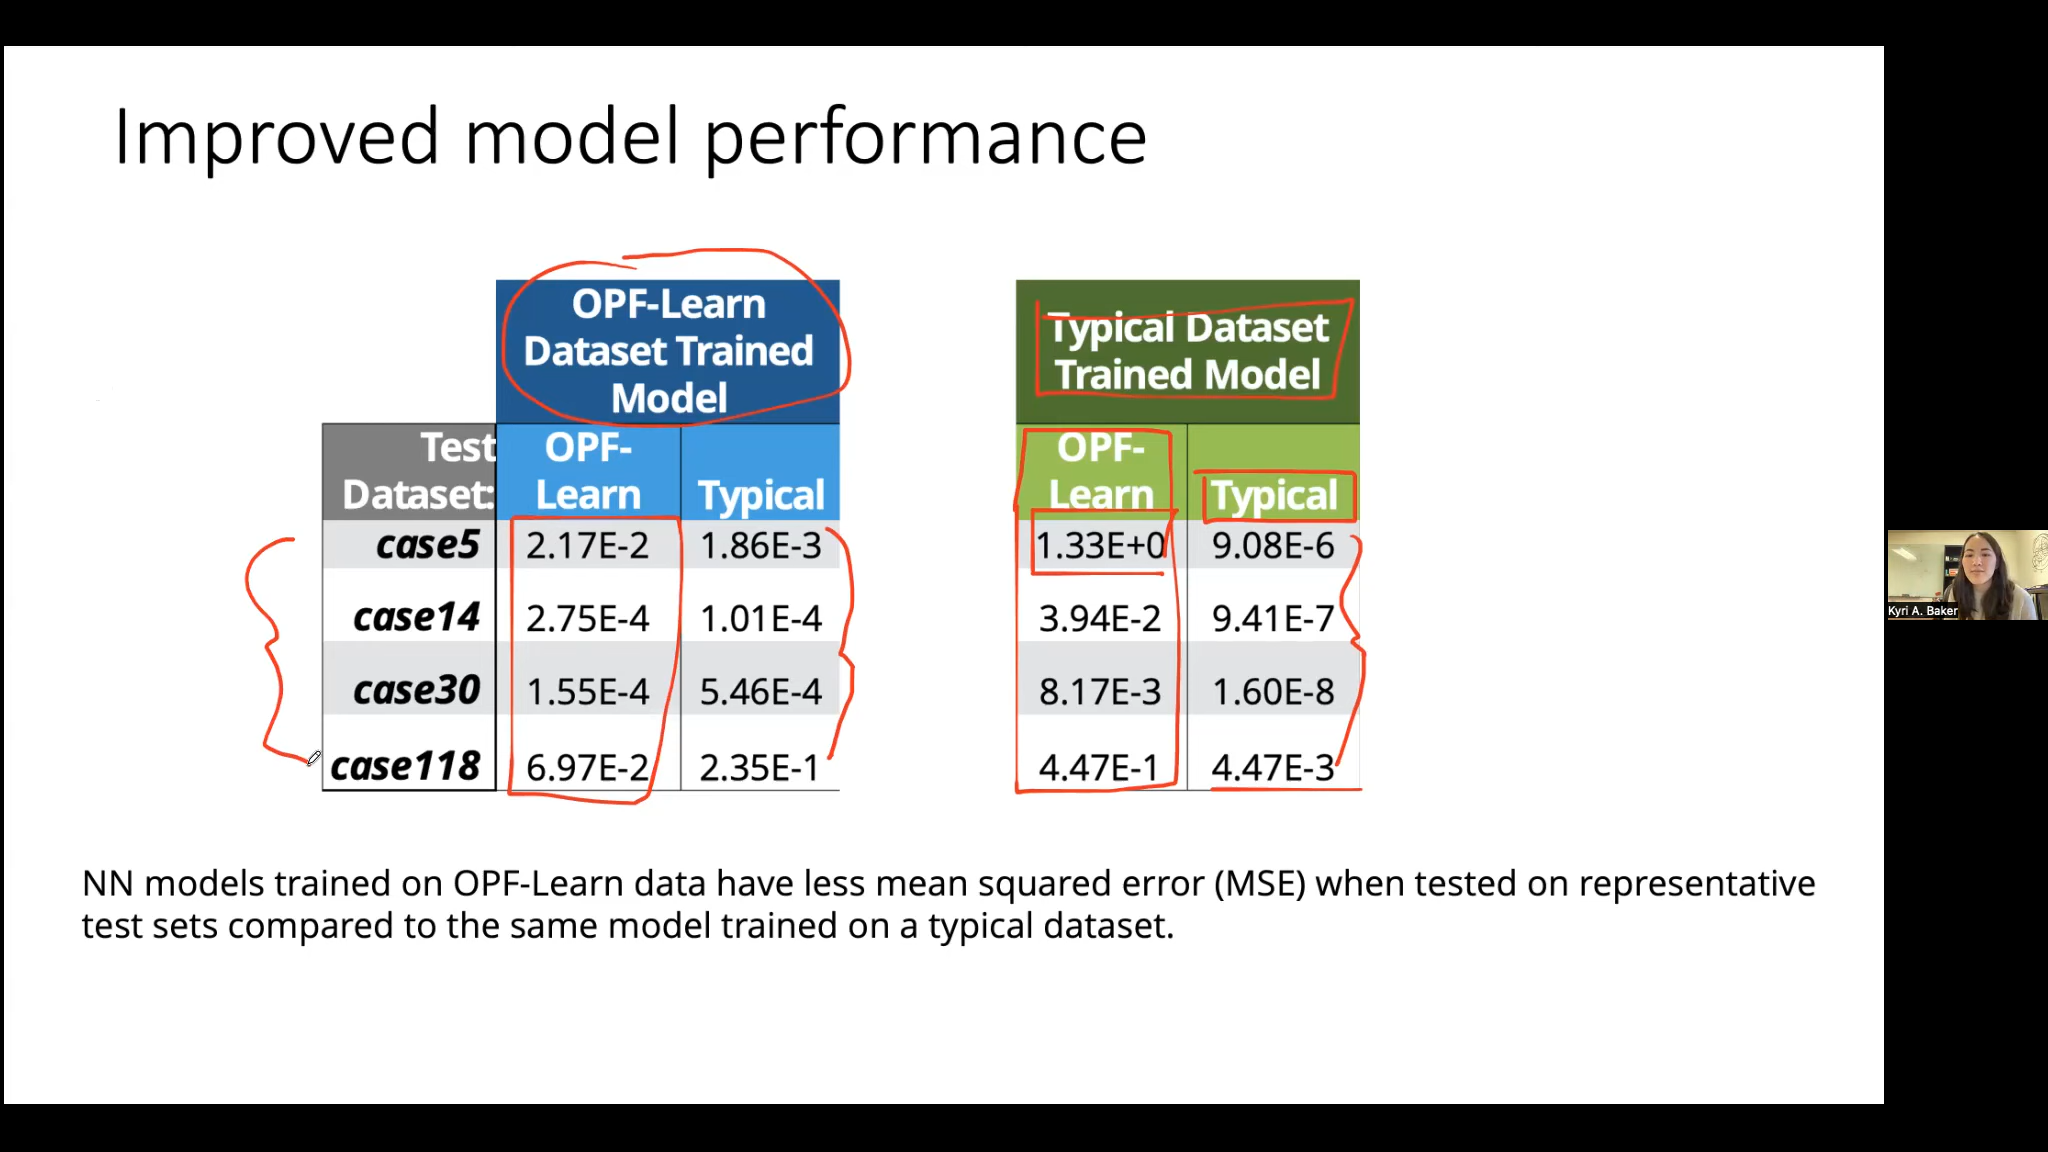 Improved model performance
OPF-Learn
Dataset Trained
Model
Typical Dataset
Trained Model
Test
Dataset:
OPF-
Learn
Typical
OPF-
Learn
Typical
case5 2.17E-2 1.86E-3 1.33E+0 9.08E-6
case14 2.75E-4 1.01E-4 3.94E-2 9.41E-7
case30 1.55E-4 5.46E-4 8.17E-3 1.60E-8
case118 6.97E-2 2.35E-1 4.47E-1 4.47E-3
NN models trained on OPF-Learn data have less mean squared error (MSE) when tested on representative
test sets compared to the same model trained on a typical dataset.
Kyri A. Baker